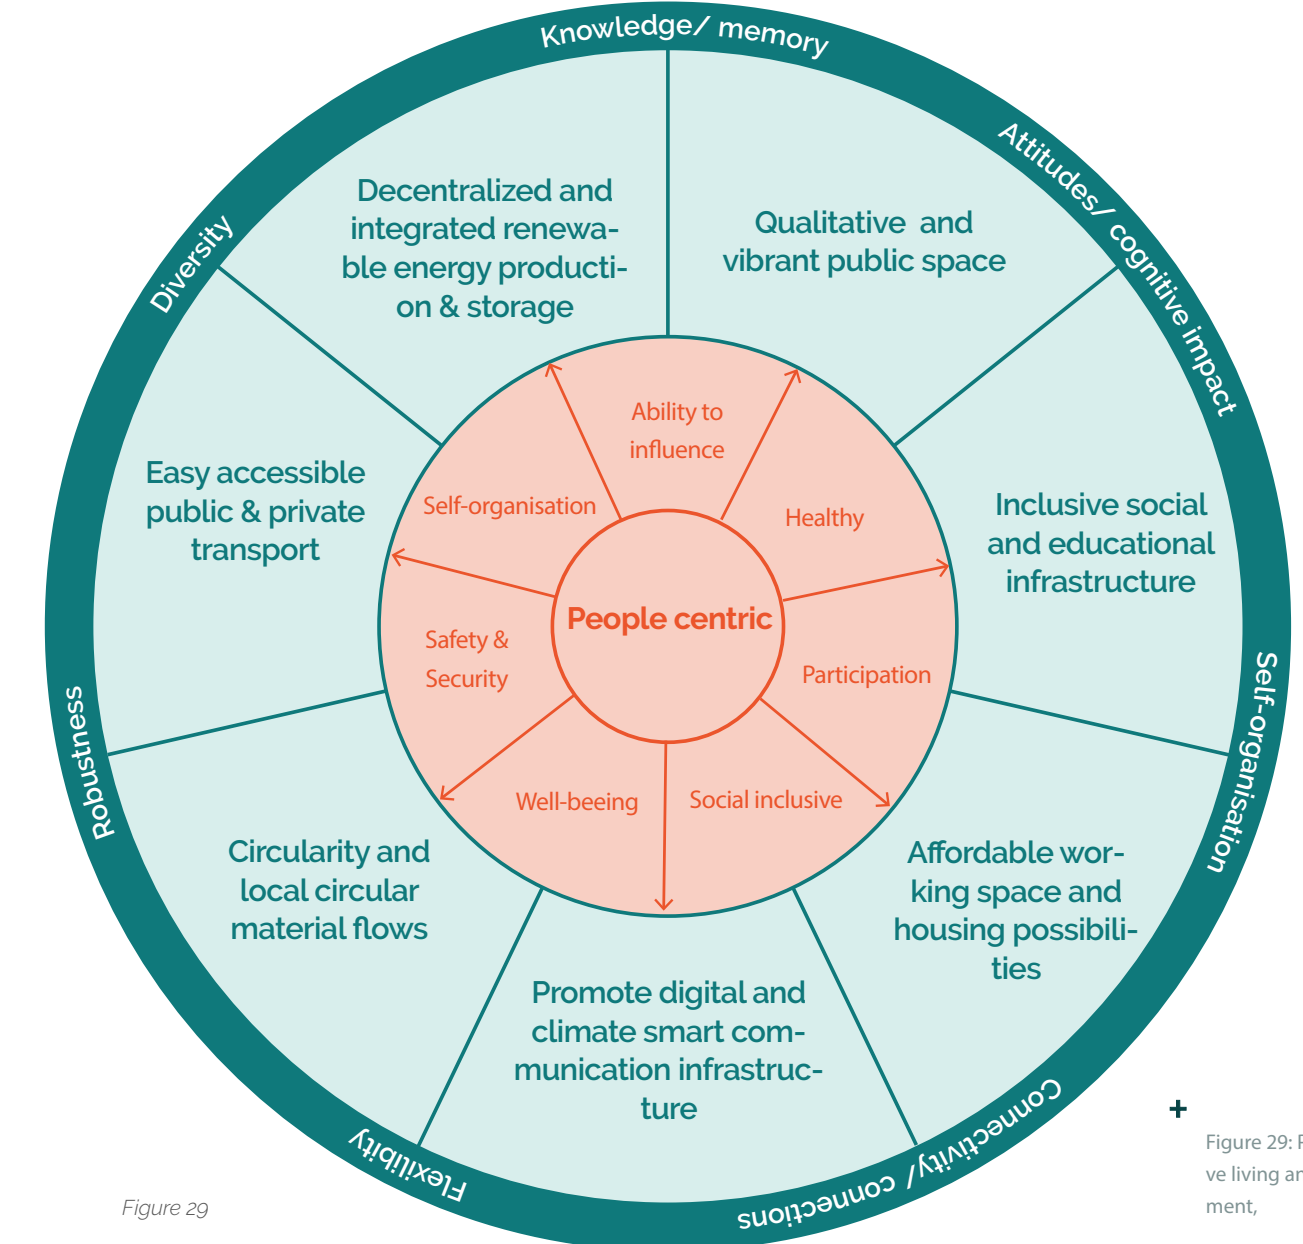 Knowledge/ memory
Attitudes/ cognitive impact
Self-organisation
Connectivity/ connections
Flexilibity
Robustness
Diversity
Decentralized and
integrated renewa-
ble energy producti-
on & storage
Qualitative and
vibrant public space
Inclusive social
and educational
infrastructure
Affordable wor-
king space and
housing possibili-
ties
Promote digital and
climate smart com-
munication infrastruc-
ture
Circularity and
local circular
material flows
Easy accessible
public & private
transport
Ability to
influence
Healthy
Participation
Social inclusive
Well-beeing
Safety &
Security
Self-organisation
People centric
+
Figure 29:
ve living
ment,
Figure 29